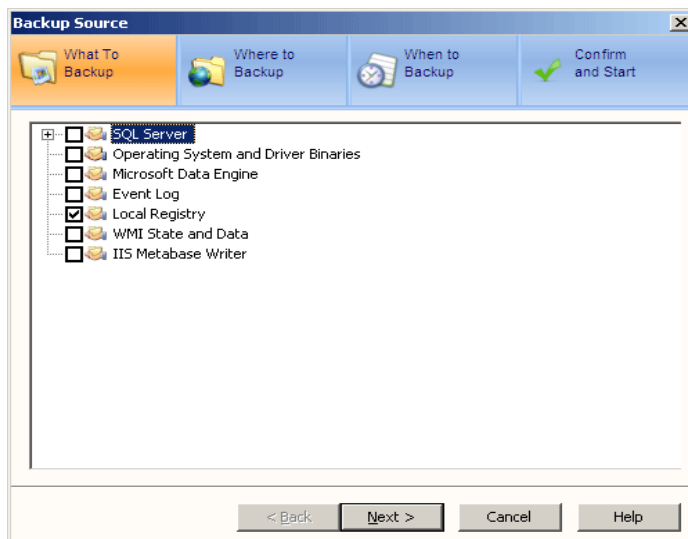 Backup Source
What To
Backup
Where to
Backup
When to
Backup
Confirm
and Start
SQL Server
Operating System and Driver Binaries
Microsoft Data Engine
Event Log
Local Registry
WMI State and Data
IIS Metabase Writer
< Back
Next >
Cancel
Help